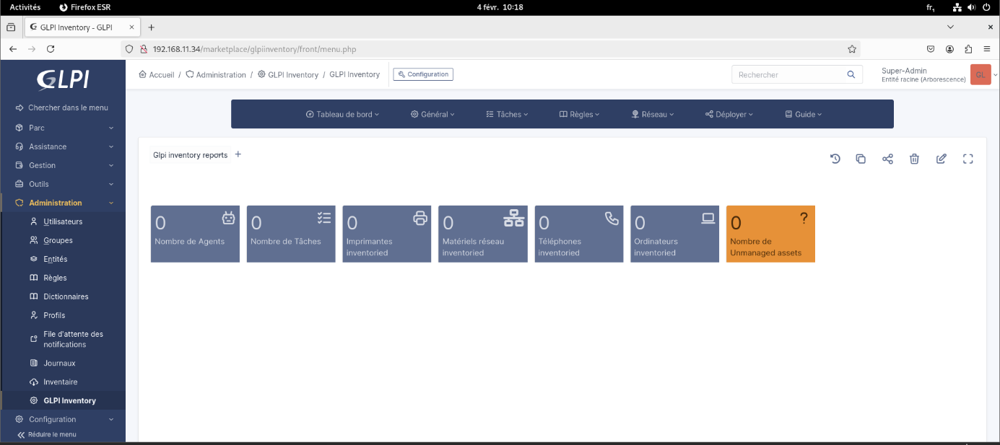 Activités
Firefox ESR
4 févr. 10:18
fr₁
GLPI Inventory - GLPI
192.168.11.34/marketplace/glpiinventory/front/menu.php
GLPI
Chercher dans le menu
Parc
Assistance
Gestion
Outils
Administration
Utilisateurs
Groupes
Entités
Règles
Dictionnaires
Profils
File d'attente des
notifications
Journaux
Inventaire
GLPI Inventory
Configuration
Réduire le menu
Accueil / Administration / GLPI Inventory / GLPI Inventory
Configuration
Rechercher
Super-Admin
Entité racine (Arborescence)
GL
Tableau de bord
Général
Tâches
Règles
Réseau
Déployer
Guide
Glpi inventory reports +
0
Nombre de Agents
0
Nombre de Tâches
0
Imprimantes
inventoried
0
Matériels réseau
inventoried
0
Téléphones
inventoried
0
Ordinateurs
inventoried
0
?
Nombre de
Unmanaged assets